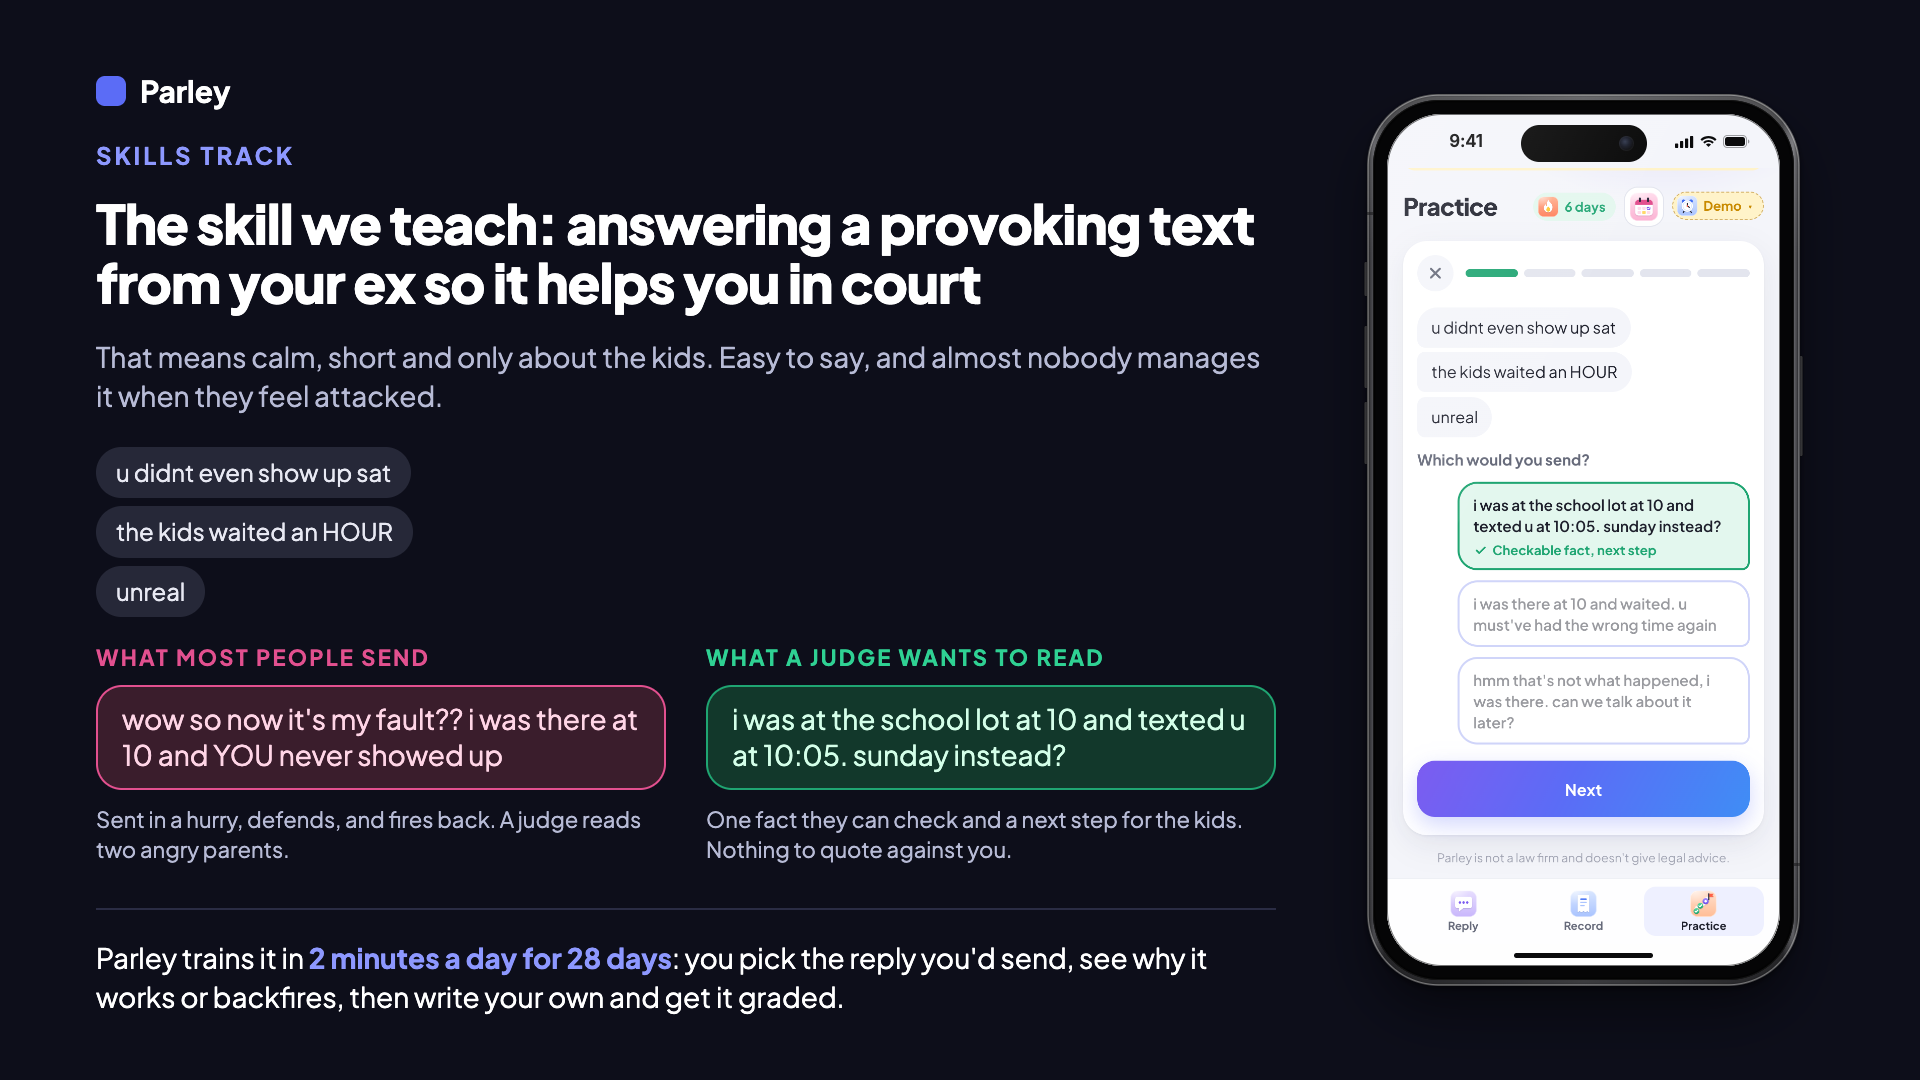 Parley
SKILLS TRACK
The skill we teach: answering a provoking text
from your ex so it helps you in court
That means calm, short and only about the kids. Easy to say, and almost nobody manages
it when they feel attacked.
u didnt even show up sat
the kids waited an HOUR
unreal
WHAT MOST PEOPLE SEND
wow so now it's my fault?? i was there at
10 and YOU never showed up
Sent in a hurry, defends, and fires back. A judge reads
two angry parents.
WHAT A JUDGE WANTS TO READ
i was at the school lot at 10 and texted u
at 10:05. sunday instead?
One fact they can check and a next step for the kids.
Nothing to quote against you.
Parley trains it in 2 minutes a day for 28 days: you pick the reply you'd send, see why it
works or backfires, then write your own and get it graded.
9:41
Practice
6 days
Demo ·
u didnt even show up sat
the kids waited an HOUR
unreal
Which would you send?
i was at the school lot at 10 and
texted u at 10:05. sunday instead?
Checkable fact, next step
i was there at 10 and waited. u
must've had the wrong time again
hmm that's not what happened, i
was there. can we talk about it
later?
Next
Parley is not a law firm and doesn't give legal advice.
Reply
Record
Practice